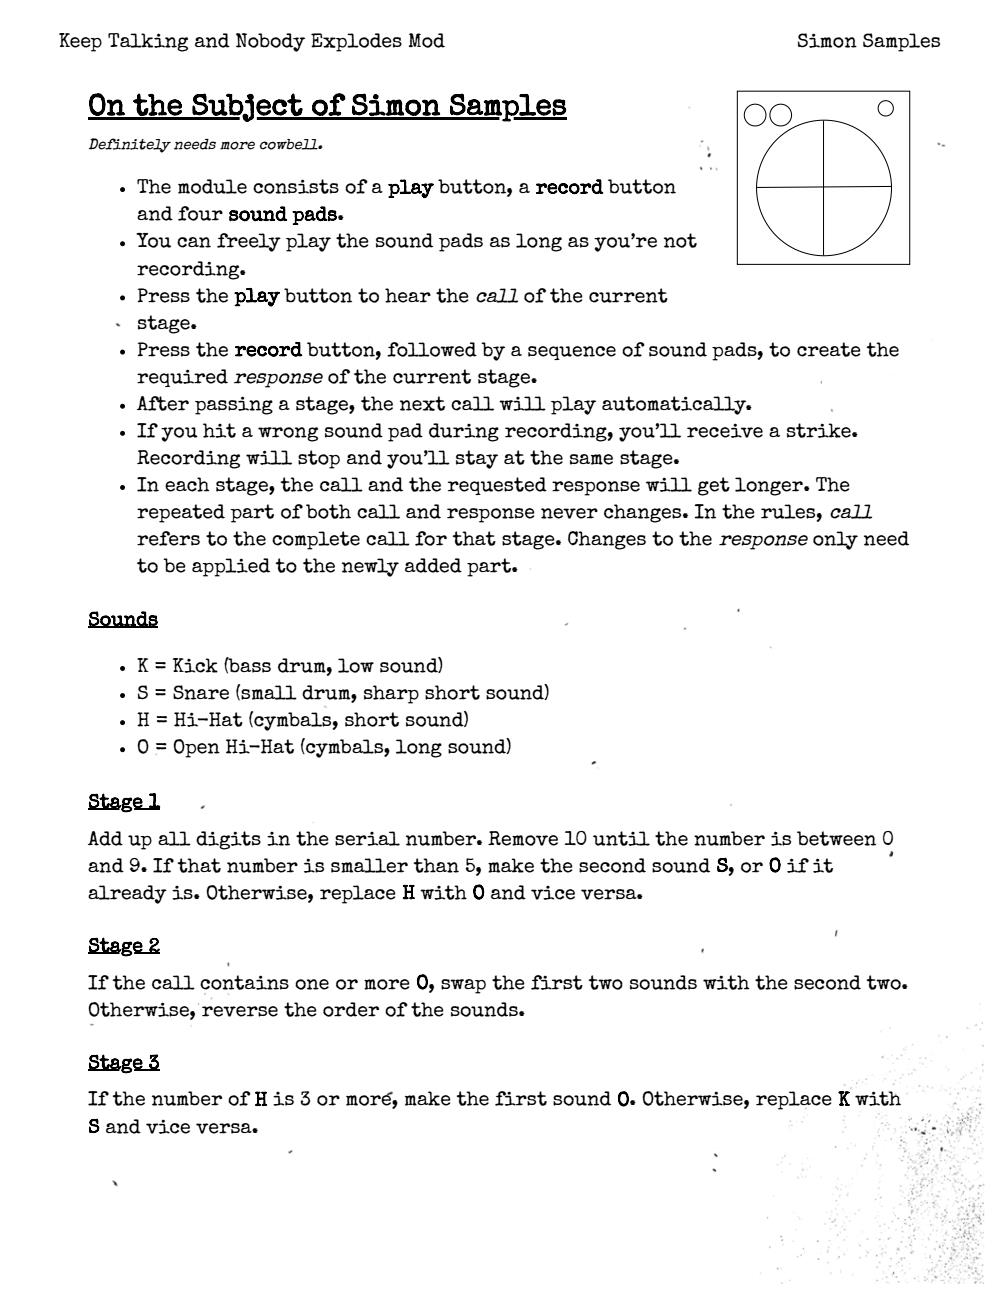 Keep Talking and Nobody Explodes Mod Simon Samples
On the Subject of Simon Samples
Definitely needs more cowbell.
• The module consists of a play button, a record button
and four sound pads.
• You can freely play the sound pads as long as you're not
recording.
• Press the play button to hear the call of the current
stage.
• Press the record button, followed by a sequence of sound pads, to create the
required response of the current stage.
• After passing a stage, the next call will play automatically.
• If you hit a wrong sound pad during recording, you'll receive a strike.
Recording will stop and you'll stay at the same stage.
• In each stage, the call and the requested response will get longer. The
repeated part of both call and response never changes. In the rules, call
refers to the complete call for that stage. Changes to the response only need
to be applied to the newly added part.
Sounds
• K = Kick (bass drum, low sound)
• S = Snare (small drum, sharp short sound)
• H = Hi-Hat (cymbals, short sound)
• O = Open Hi-Hat (cymbals, long sound)
Stage 1
Add up all digits in the serial number. Remove 10 until the number is between 0
and 9. If that number is smaller than 5, make the second sound S, or O if it
already is. Otherwise, replace H with O and vice versa.
Stage 2
If the call contains one or more O, swap the first two sounds with the second two.
Otherwise, reverse the order of the sounds.
Stage 3
If the number of H is 3 or more, make the first sound O. Otherwise, replace K with
S and vice versa.